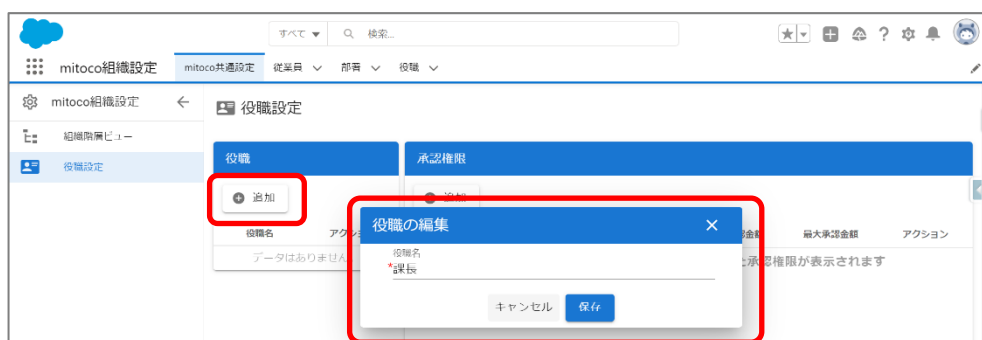 すべて ▼ 検索...
mitoco組織設定 mitoco共通設定 従業員 部署 役職
mitoco組織設定
役職設定
組織階層ビュー
役職設定
役職 承認権限
追加 追加
役職名
最大承認金額 アクション
データはありません
承認権限が表示されます
役職の編集
役職名
*課長
キャンセル 保存